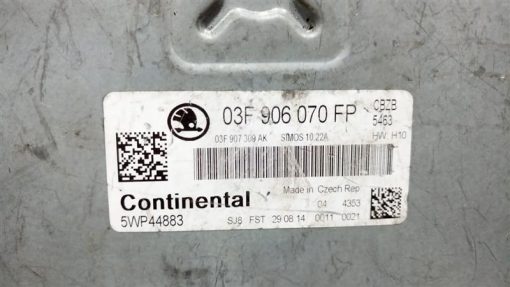 03F 906 070 FP CBZB
5463
03F 907 309 AK SIMOS 10.22A HW: H10
Continental Made in Czech Rep
04 4353
5WP44883 SJ8 FST 29 08 14 0011 0021